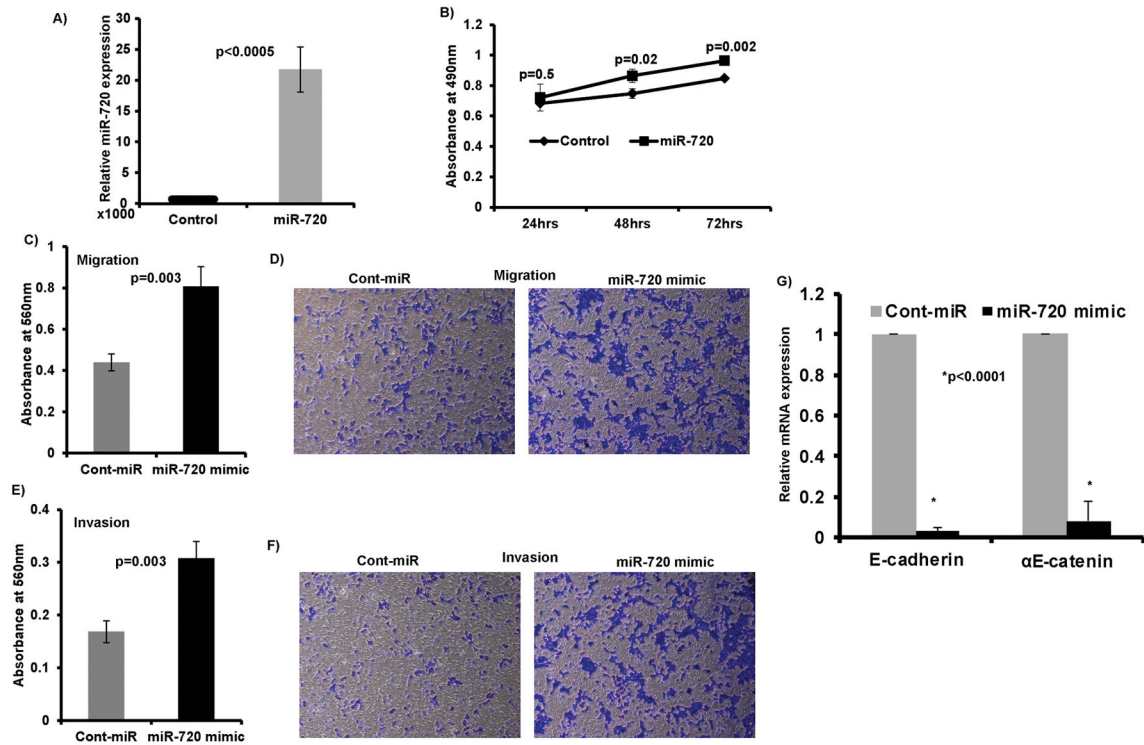 A)
Relative miR-720 expression
30
25
20
15
10
5
0
x1000
p<0.0005
Control
miR-720
B)
Absorbance at 490nm
1.2
1
0.8
0.6
0.4
0.2
0
p=0.5
p=0.02
p=0.002
Control
miR-720
24hrs
48hrs
72hrs
C)
Absorbance at 560nm
1
0.8
0.6
0.4
0.2
0
Migration
p=0.003
Cont-miR
miR-720 mimic
D)
Migration
Cont-miR
miR-720 mimic
E)
Absorbance at 560nm
0.4
0.3
0.2
0.1
0
Invasion
p=0.003
Cont-miR
miR-720 mimic
F)
Invasion
Cont-miR
miR-720 mimic
G)
Relative mRNA expression
1.2
1
0.8
0.6
0.4
0.2
0
Cont-miR
miR-720 mimic
*p<0.0001
*
*
E-cadherin
αE-catenin